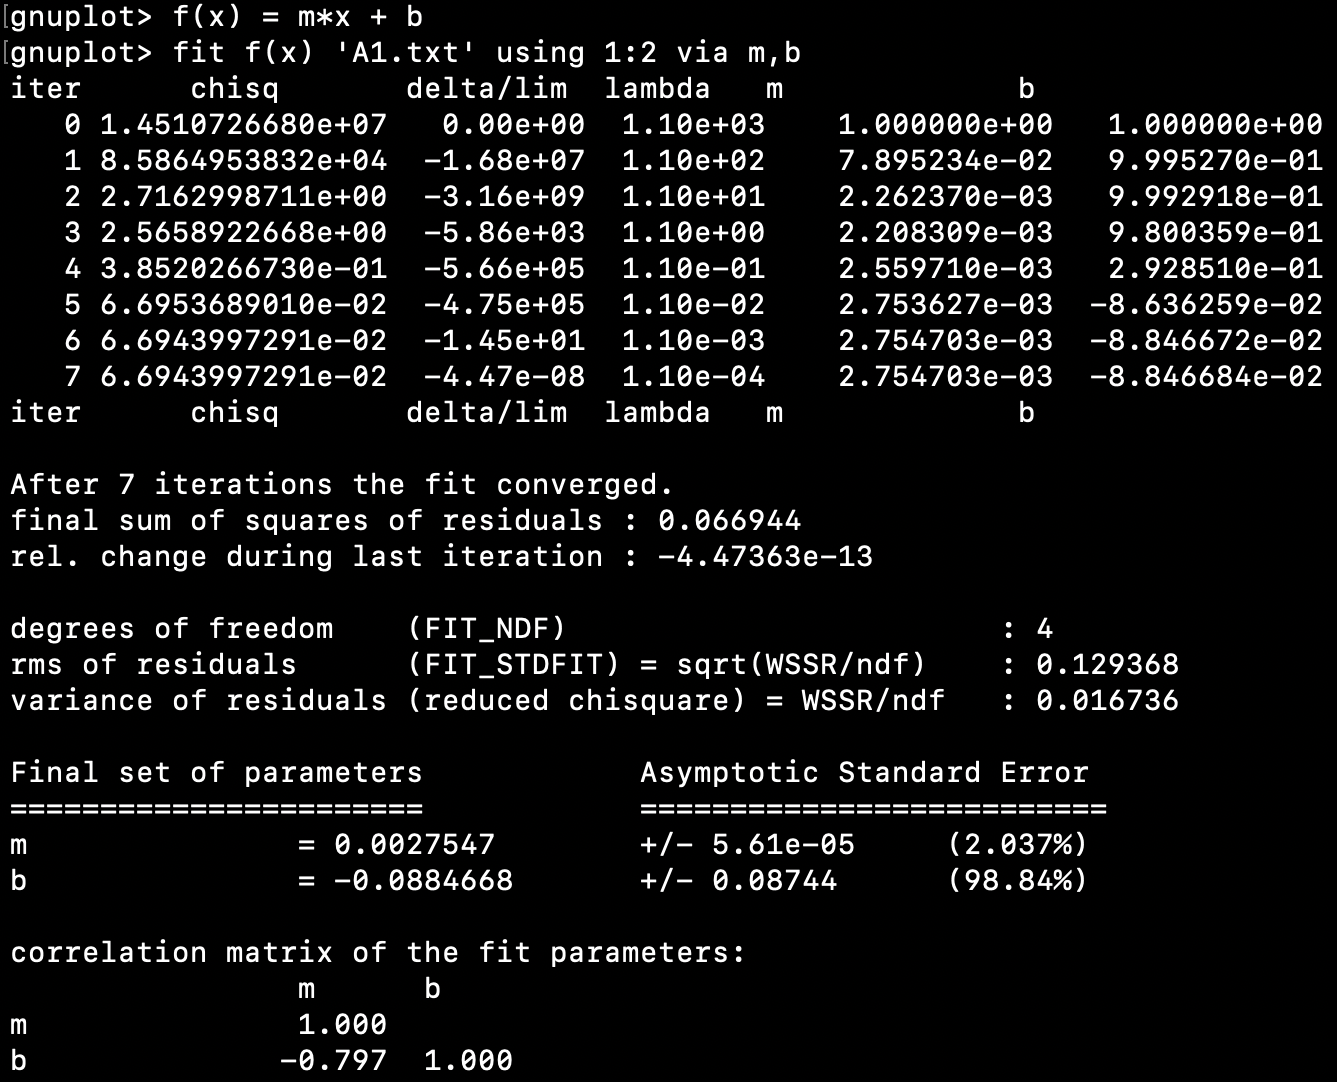 gnuplot> f(x) = m*x + b
gnuplot> fit f(x) 'A1.txt' using 1:2 via m,b
iter      chisq       delta/lim  lambda   m             b
   0 1.4510726680e+07   0.00e+00  1.10e+03    1.000000e+00   1.000000e+00
   1 8.5864953832e+04  -1.68e+07  1.10e+02    7.895234e-02   9.995270e-01
   2 2.7162998711e+00  -3.16e+09  1.10e+01    2.262370e-03   9.992918e-01
   3 2.5658922668e+00  -5.86e+03  1.10e+00    2.208309e-03   9.800359e-01
   4 3.8520266730e-01  -5.66e+05  1.10e-01    2.559710e-03   2.928510e-01
   5 6.6953689010e-02  -4.75e+05  1.10e-02    2.753627e-03  -8.636259e-02
   6 6.6943997291e-02  -1.45e+01  1.10e-03    2.754703e-03  -8.846672e-02
   7 6.6943997291e-02  -4.47e-08  1.10e-04    2.754703e-03  -8.846684e-02
iter      chisq       delta/lim  lambda   m             b
After 7 iterations the fit converged.
final sum of squares of residuals : 0.066944
rel. change during last iteration : -4.47363e-13
degrees of freedom    (FIT_NDF)                        : 4
rms of residuals      (FIT_STDFIT) = sqrt(WSSR/ndf)    : 0.129368
variance of residuals (reduced chisquare) = WSSR/ndf   : 0.016736
Final set of parameters            Asymptotic Standard Error
=======================            ==========================
m               = 0.0027547        +/- 5.61e-05     (2.037%)
b               = -0.0884668       +/- 0.08744      (98.84%)
correlation matrix of the fit parameters:
                m      b
m               1.000
b              -0.797  1.000